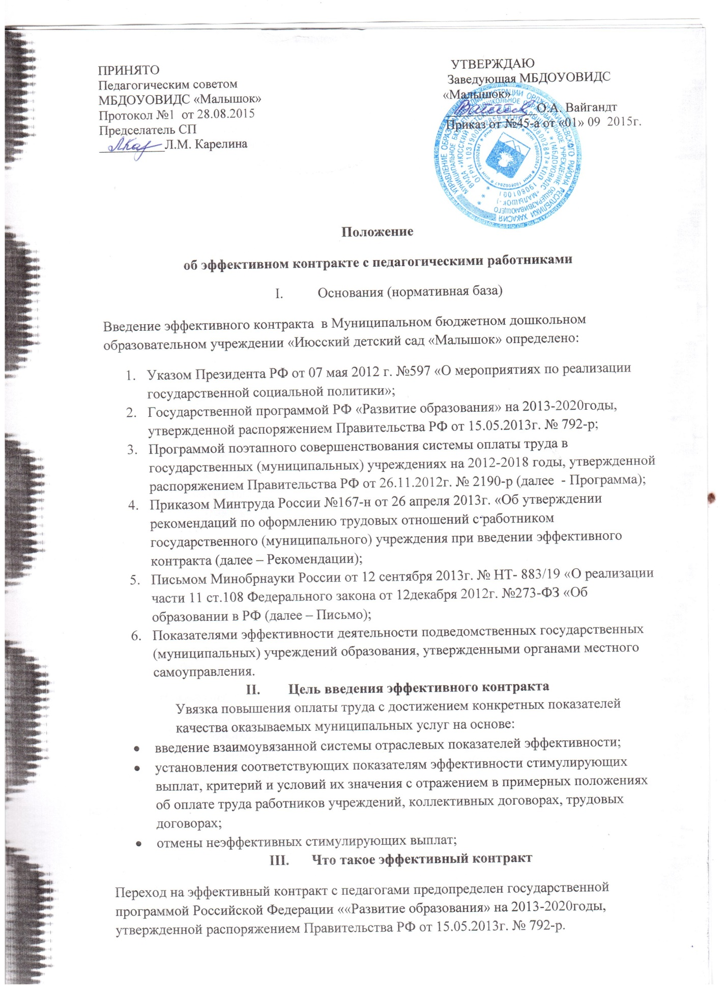 ПРИНЯТО
Педагогическим советом
МБДОУОВИДС «Малышок»
Протокол №1 от 28.08.2015
Председатель СП
____________Л.М. Карелина
УТВЕРЖДАЮ
Заведующая МБДОУОВИДС
«Малышок»
О.А. Вайгандт
Приказ от №45-а от «01» 09 2015г.
Положение
об эффективном контракте с педагогическими работниками
I. Основания (нормативная база)
Введение эффективного контракта в Муниципальном бюджетном дошкольном
образовательном учреждении «Июсский детский сад «Малышок» определено:
1. Указом Президента РФ от 07 мая 2012 г. №597 «О мероприятиях по реализации
государственной социальной политики»;
2. Государственной программой РФ «Развитие образования» на 2013-2020годы,
утвержденной распоряжением Правительства РФ от 15.05.2013г. № 792-р;
3. Программой поэтапного совершенствования системы оплаты труда в
государственных (муниципальных) учреждениях на 2012-2018 годы, утвержденной
распоряжением Правительства РФ от 26.11.2012г. № 2190-р (далее - Программа);
4. Приказом Минтруда России №167-н от 26 апреля 2013г. «Об утверждении
рекомендаций по оформлению трудовых отношений с работником
государственного (муниципального) учреждения при введении эффективного
контракта (далее – Рекомендации);
5. Письмом Минобрнауки России от 12 сентября 2013г. № НТ- 883/19 «О реализации
части 11 ст.108 Федерального закона от 12декабря 2012г. №273-ФЗ «Об
образовании в РФ (далее – Письмо);
6. Показателями эффективности деятельности подведомственных государственных
(муниципальных) учреждений образования, утвержденными органами местного
самоуправления.
II. Цель введения эффективного контракта
Увязка повышения оплаты труда с достижением конкретных показателей
качества оказываемых муниципальных услуг на основе:
• введение взаимоувязанной системы отраслевых показателей эффективности;
• установления соответствующих показателям эффективности стимулирующих
выплат, критерий и условий их значения с отражением в примерных положениях
об оплате труда работников учреждений, коллективных договорах, трудовых
договорах;
• отмены неэффективных стимулирующих выплат;
III. Что такое эффективный контракт
Переход на эффективный контракт с педагогами предопределен государственной
программой Российской Федерации ««Развитие образования» на 2013-2020годы,
утвержденной распоряжением Правительства РФ от 15.05.2013г. № 792-р.